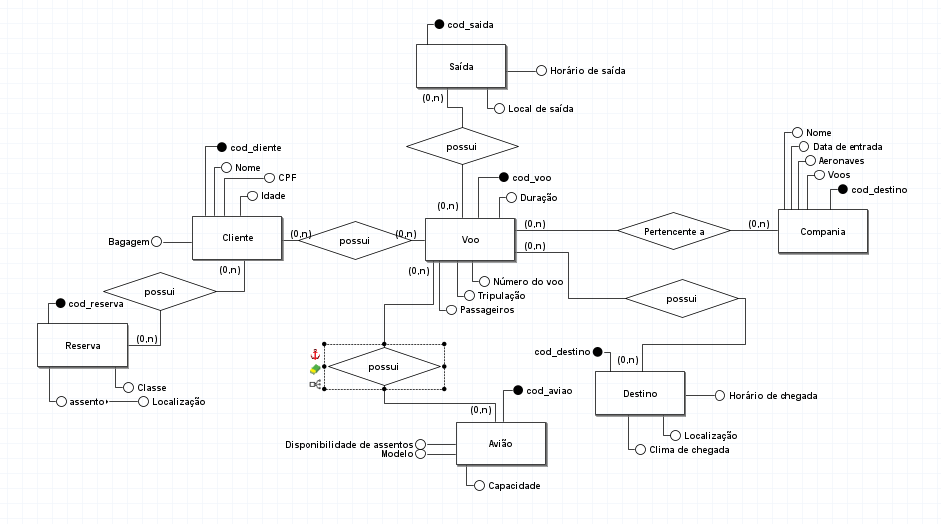 cod_saida
Saída
Horário de saída
(0,n)
Local de saída
possui
Nome
Data de entrada
Aeronaves
Voos
cod_destino
Compania
cod_cliente
Nome
CPF
Idade
Bagagem
Cliente
(0,n)
possui
(0,n)
(0,n)
cod_voo
Duração
Voo
(0,n)
Pertencente a
(0,n)
(0,n)
(0,n)
possui
(0,n)
Número do voo
Tripulação
Passageiros
possui
cod_reserva
Reserva
(0,n)
Classe
assento
Localização
possui
cod_destino
(0,n)
Destino
Horário de chegada
Localização
Clima de chegada
cod_aviao
(0,n)
Avião
Disponibilidade de assentos
Modelo
Capacidade